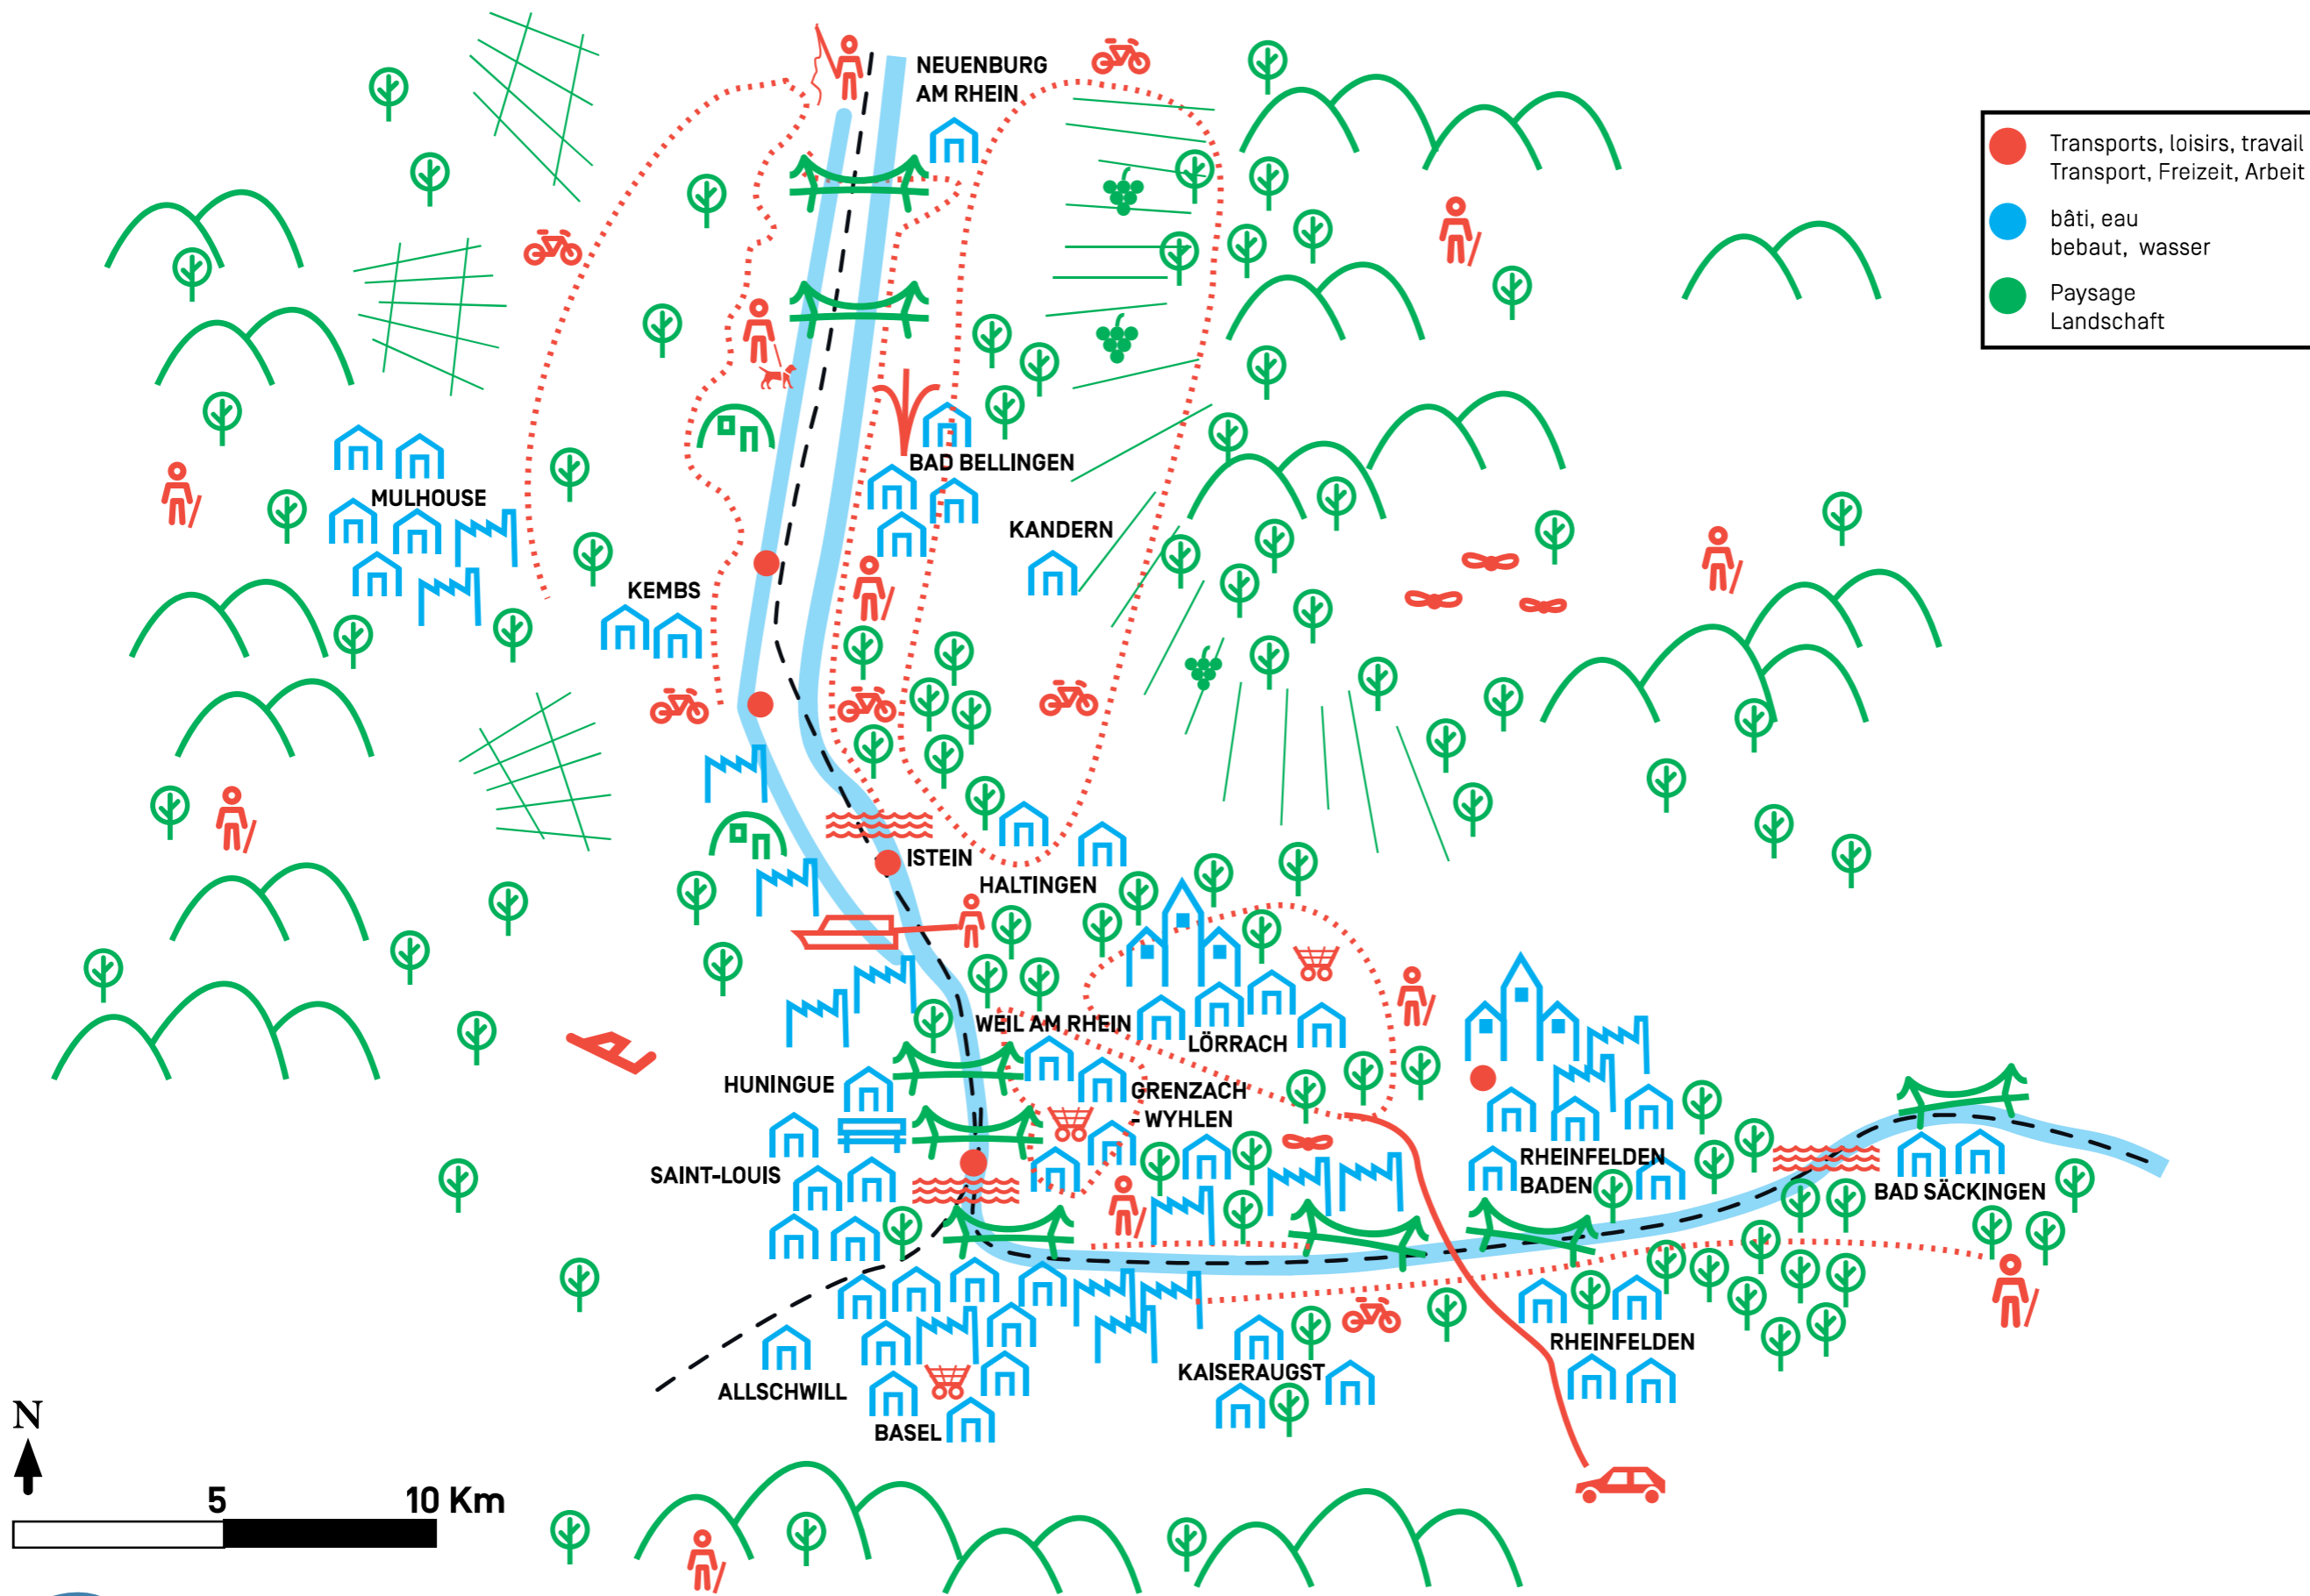 NEUENBURG
AM RHEIN
Transports, loisirs, travail
Transport, Freizeit, Arbeit
bâti, eau
bebaut, wasser
Paysage
Landschaft
BAD BELLINGEN
MULHOUSE
KANDERN
KEMBS
ISTEIN
HALTINGEN
WEIL AM RHEIN
LÖRRACH
HUNINGUE
GRENZACH
- WYHLEN
SAINT-LOUIS
RHEINFELDEN
BADEN
BAD SÄCKINGEN
RHEINFELDEN
KAISERAUGST
ALLSCHWILL
BASEL
N
5 10 Km